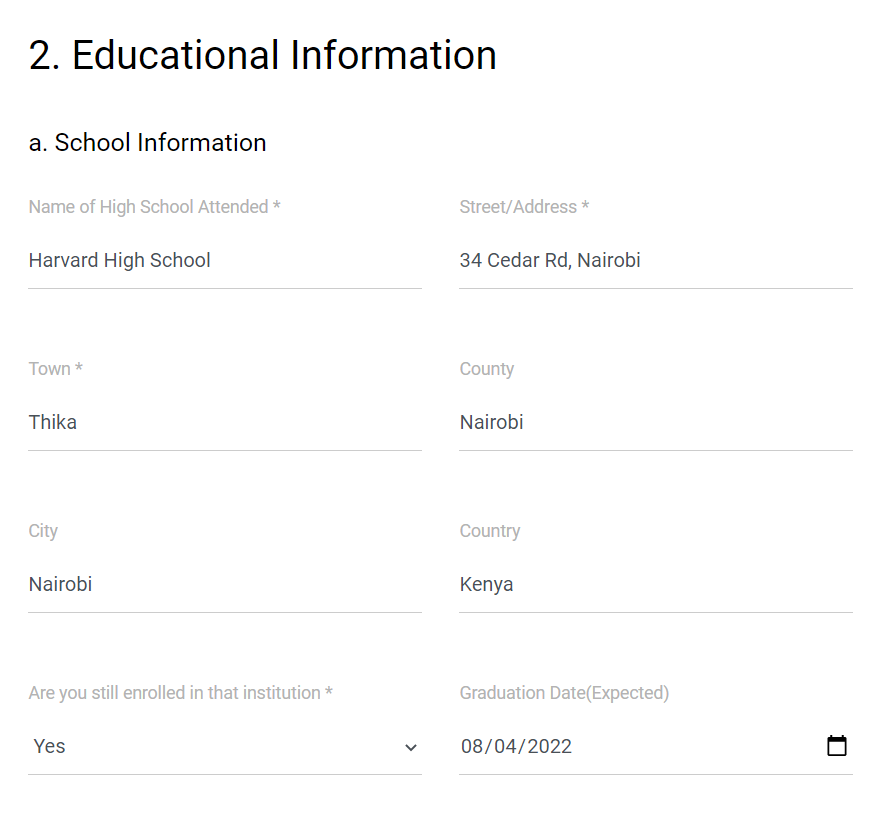 2. Educational Information
a. School Information
Name of High School Attended *
Street/Address *
Harvard High School
34 Cedar Rd, Nairobi
Town *
County
Thika
Nairobi
City
Country
Nairobi
Kenya
Are you still enrolled in that institution *
Graduation Date(Expected)
Yes
08/04/2022